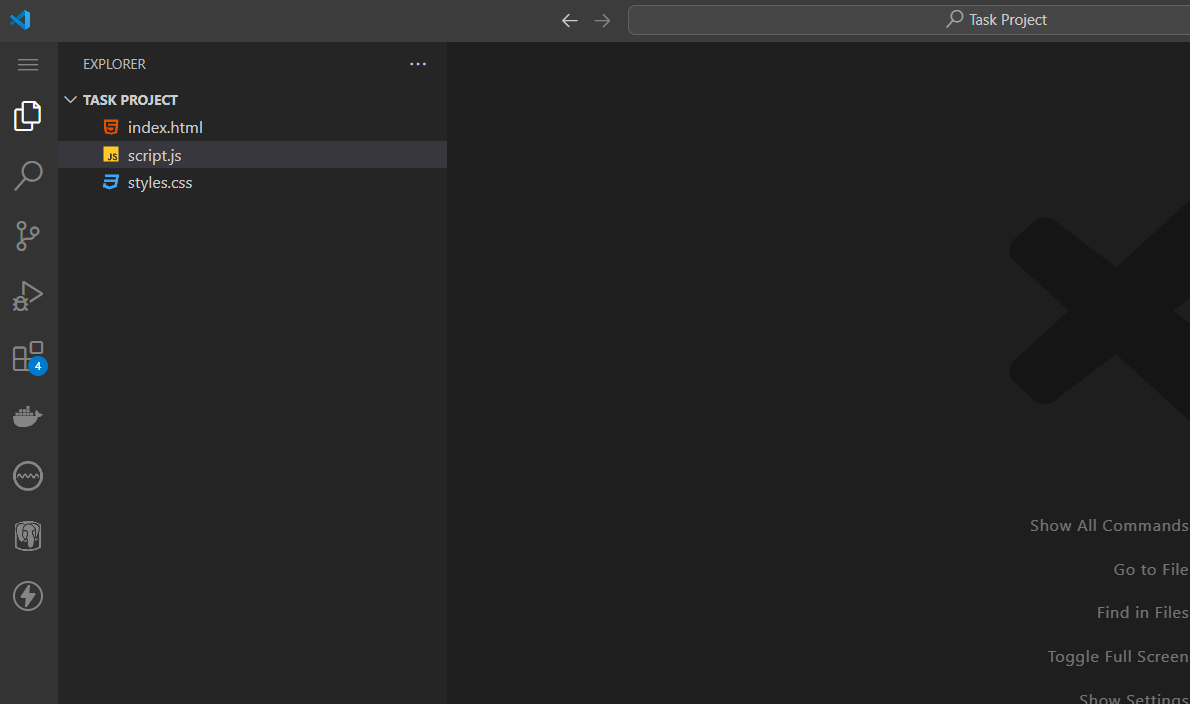 Task Project
EXPLORER
TASK PROJECT
index.html
JS script.js
styles.css
4
Show All Commands
Go to File
Find in Files
Toggle Full Screen
Show Settings